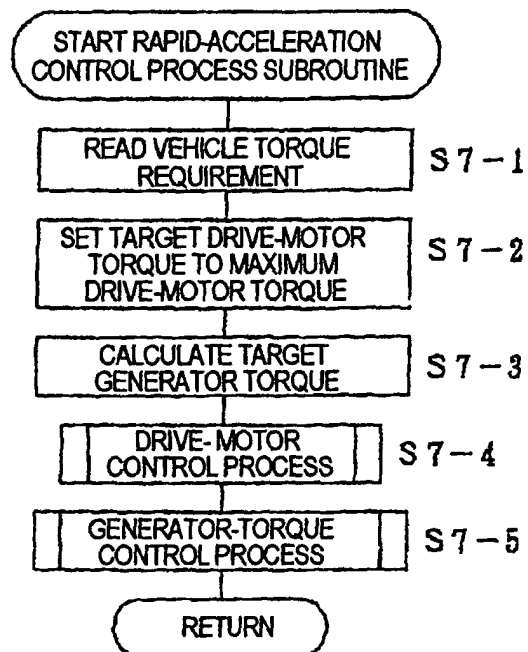 START RAPID-ACCELERATION
CONTROL PROCESS SUBROUTINE
READ VEHICLE TORQUE
REQUIREMENT
S7-1
SET TARGET DRIVE-MOTOR
TORQUE TO MAXIMUM
DRIVE-MOTOR TORQUE
S7-2
CALCULATE TARGET
GENERATOR TORQUE
S7-3
DRIVE-MOTOR
CONTROL PROCESS
S7-4
GENERATOR-TORQUE
CONTROL PROCESS
S7-5
RETURN